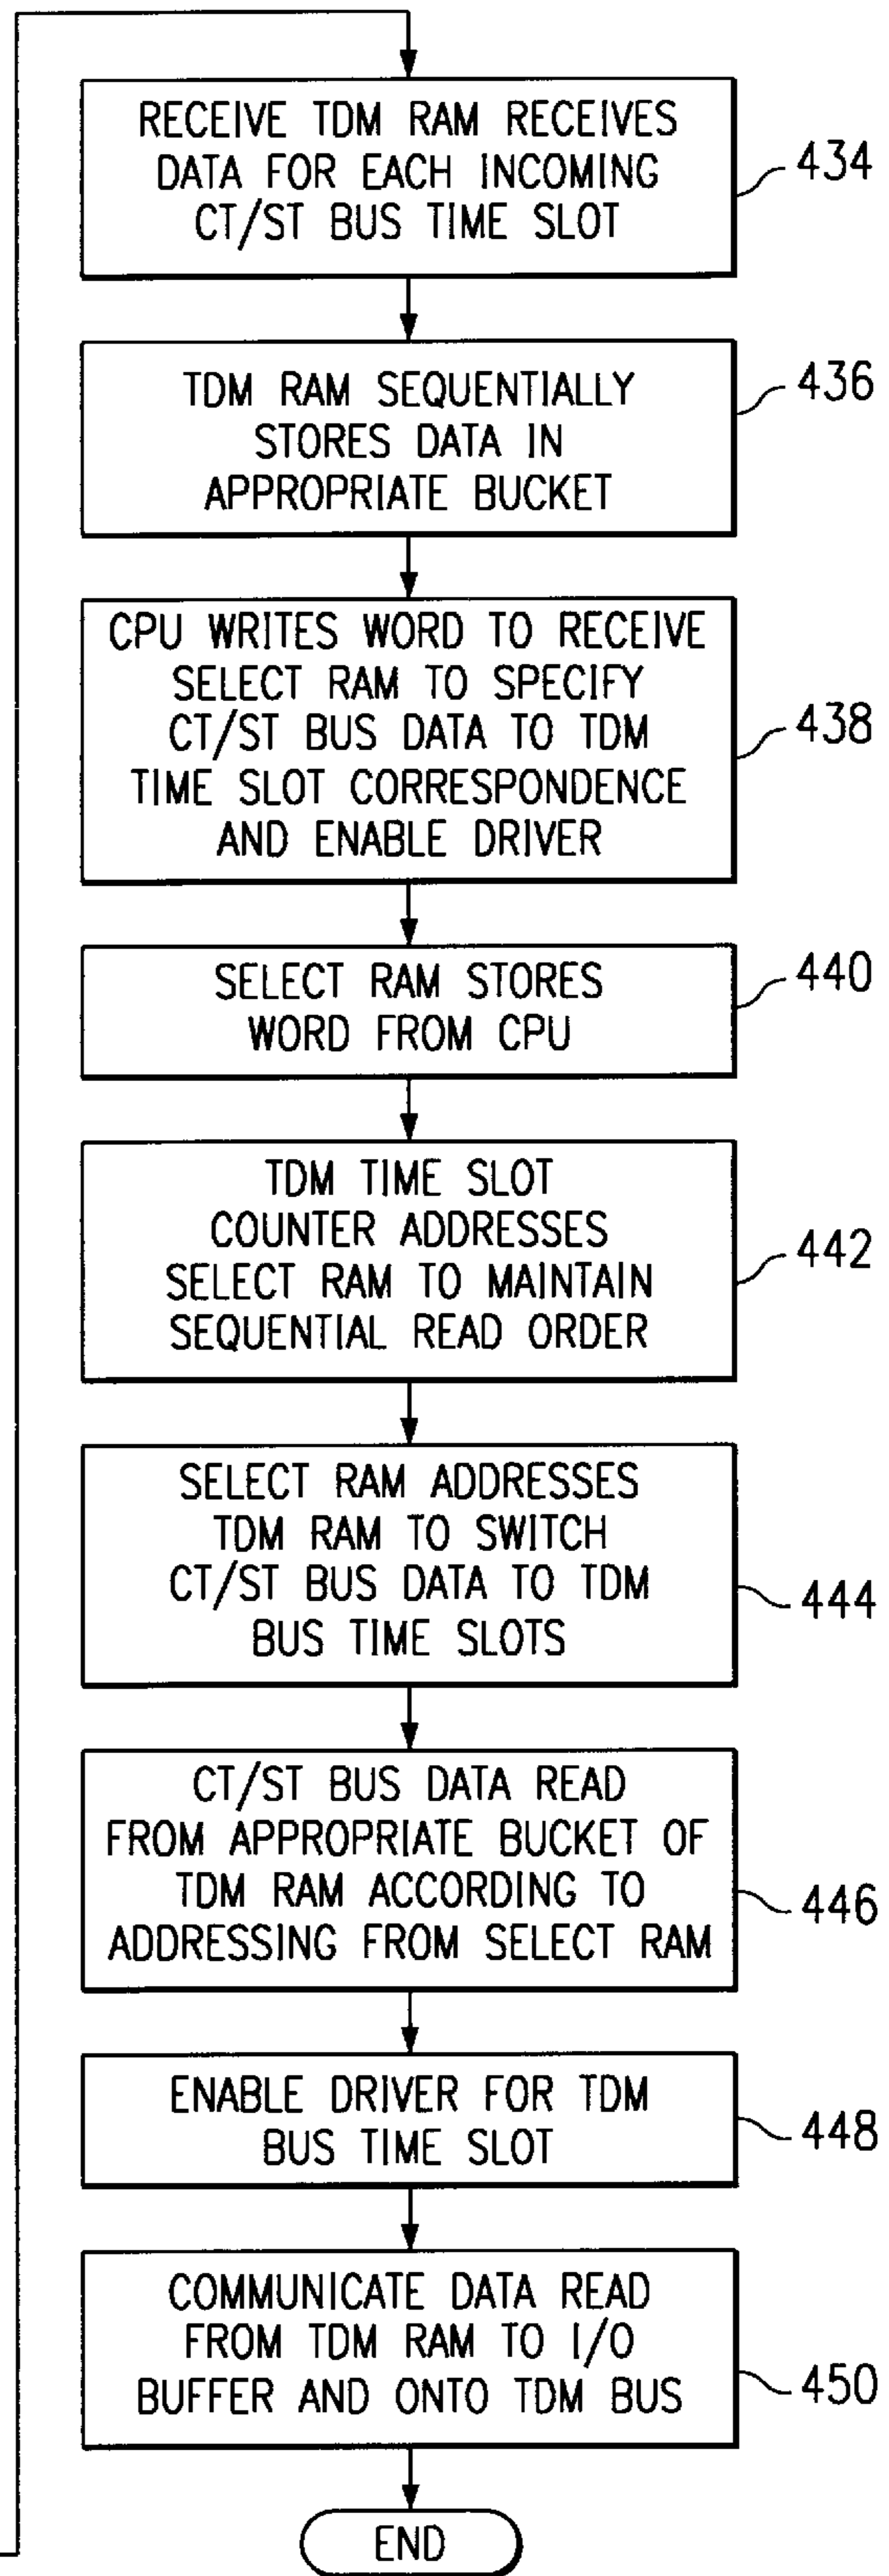 RECEIVE TDM RAM RECEIVES
DATA FOR EACH INCOMING
CT/ST BUS TIME SLOT
434
TDM RAM SEQUENTIALLY
STORES DATA IN
APPROPRIATE BUCKET
436
CPU WRITES WORD TO RECEIVE
SELECT RAM TO SPECIFY
CT/ST BUS DATA TO TDM
TIME SLOT CORRESPONDENCE
AND ENABLE DRIVER
438
SELECT RAM STORES
WORD FROM CPU
440
TDM TIME SLOT
COUNTER ADDRESSES
SELECT RAM TO MAINTAIN
SEQUENTIAL READ ORDER
442
SELECT RAM ADDRESSES
TDM RAM TO SWITCH
CT/ST BUS DATA TO TDM
BUS TIME SLOTS
444
CT/ST BUS DATA READ
FROM APPROPRIATE BUCKET OF
TDM RAM ACCORDING TO
ADDRESSING FROM SELECT RAM
446
ENABLE DRIVER FOR TDM
BUS TIME SLOT
448
COMMUNICATE DATA READ
FROM TDM RAM TO I/O
BUFFER AND ONTO TDM BUS
450
END